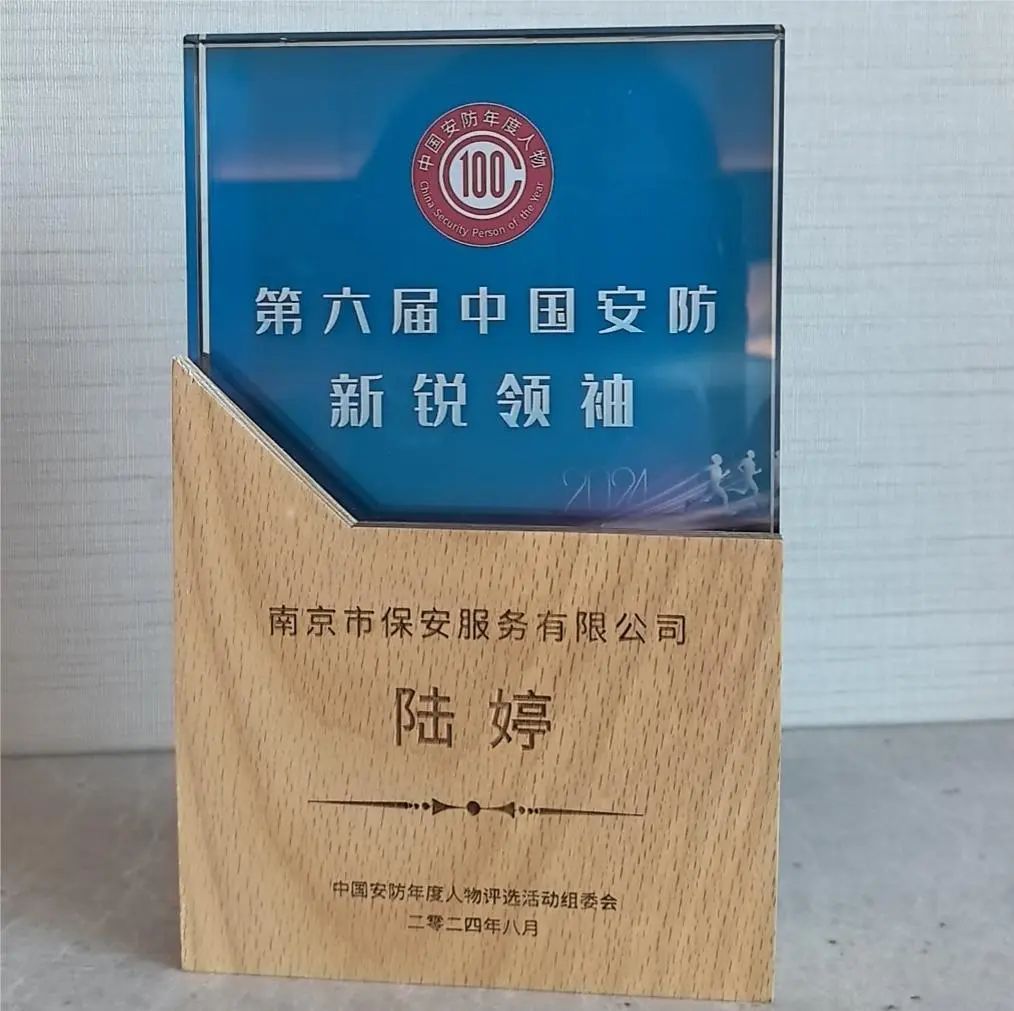 中国安防年度人物
100
China Security Person of the Year
第六届中国安防
新锐领袖
2024
南京市保安服务有限公司
陆婷
中国安防年度人物评选活动组委会
二零二四年八月